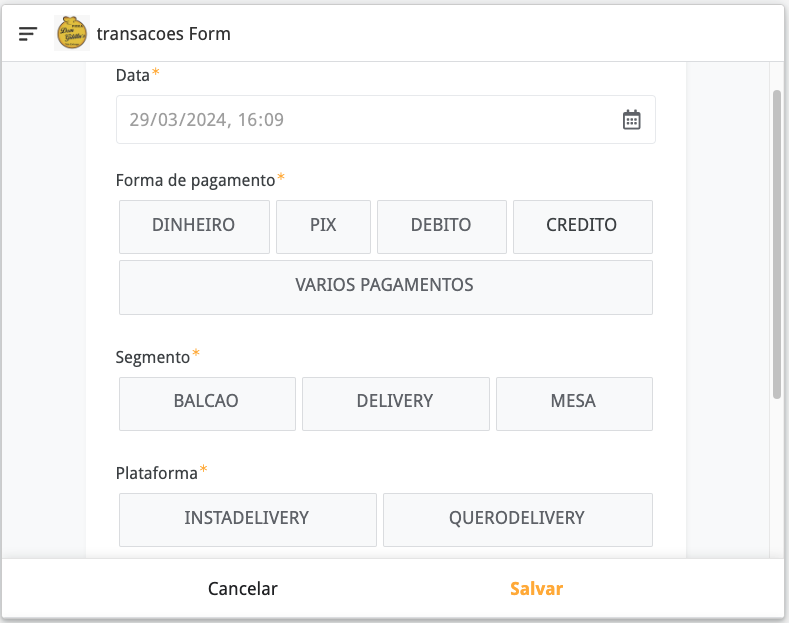 transacoes Form
Data*
29/03/2024, 16:09
Forma de pagamento*
DINHEIRO PIX DEBITO CREDITO
VARIOS PAGAMENTOS
Segmento*
BALCAO DELIVERY MESA
Plataforma*
INSTADELIVERY QUERODELIVERY
Cancelar Salvar